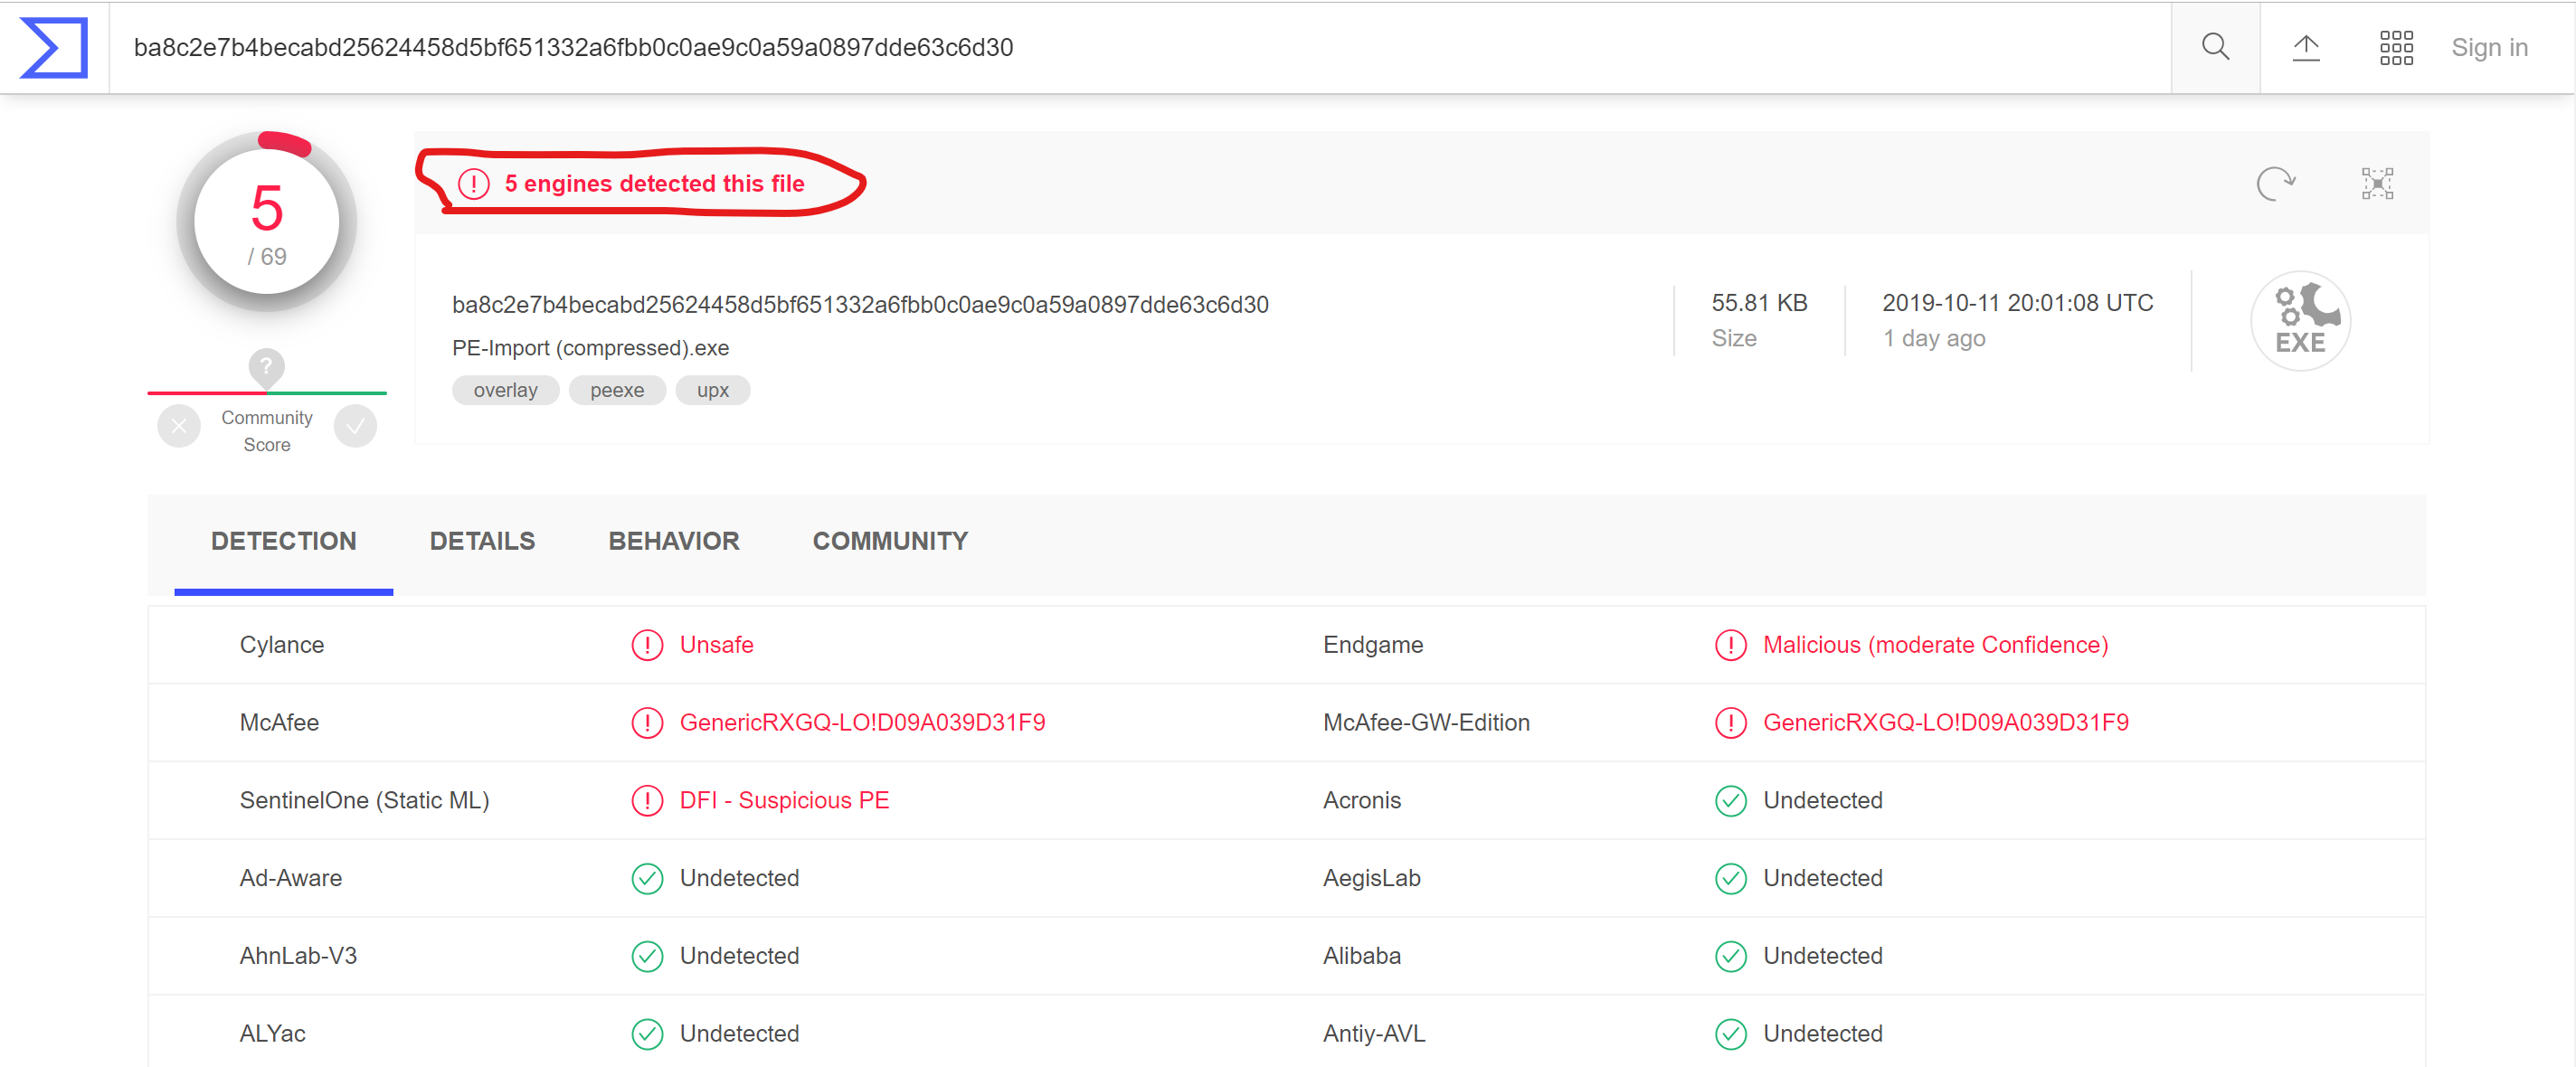 ba8c2e7b4becabd25624458d5bf651332a6fbb0c0ae9c0a59a0897dde63c6d30
Sign in
5
/ 69
5 engines detected this file
ba8c2e7b4becabd25624458d5bf651332a6fbb0c0ae9c0a59a0897dde63c6d30
PE-Import (compressed).exe
overlay peexe upx
55.81 KB
Size
2019-10-11 20:01:08 UTC
1 day ago
EXE
?
Community
Score
DETECTION DETAILS BEHAVIOR COMMUNITY
Cylance Unsafe Endgame Malicious (moderate Confidence)
McAfee GenericRXGQ-LO!D09A039D31F9 McAfee-GW-Edition GenericRXGQ-LO!D09A039D31F9
SentinelOne (Static ML) DFI - Suspicious PE Acronis Undetected
Ad-Aware Undetected AegisLab Undetected
AhnLab-V3 Undetected Alibaba Undetected
ALYac Undetected Antiy-AVL Undetected